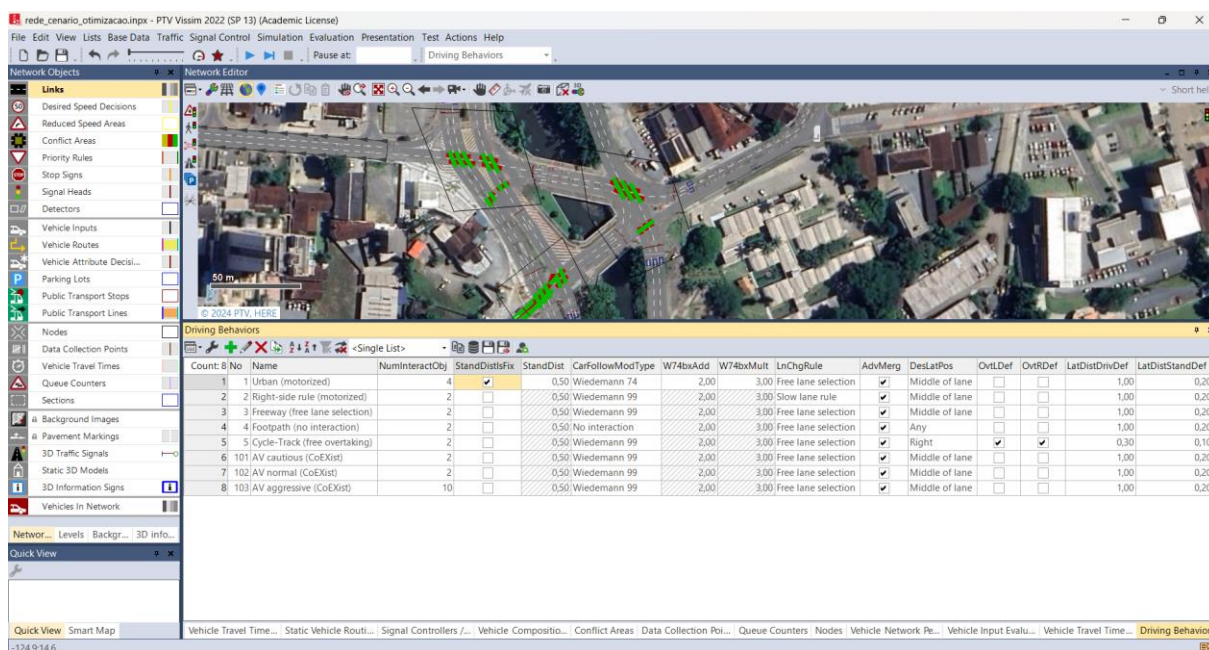 rede_cenario_otimizacao.inpx - PTV Vissim 2022 (SP 13) (Academic License)
File Edit View Lists Base Data Traffic Signal Control Simulation Evaluation Presentation Test Actions Help
Pause at: Driving Behaviors
Network Objects
Network Editor
Links
Short hel
50 Desired Speed Decisions
Reduced Speed Areas
Conflict Areas
Priority Rules
STOP Stop Signs
Signal Heads
Detectors
Vehicle Inputs
Vehicle Routes
Vehicle Attribute Decisi...
P Parking Lots
Public Transport Stops
Public Transport Lines
50 m
© 2024 PTV, HERE
Nodes
Data Collection Points
Vehicle Travel Times
Queue Counters
Sections
Background Images
Pavement Markings
3D Traffic Signals
Static 3D Models
3D Information Signs
Vehicles In Network
Networ... Levels Backgr... 3D info...
Quick View
Quick View Smart Map
Driving Behaviors
<Single List>
Count: 8 No Name NumInteractObj StandDistIsFix StandDist CarFollowModType W74bxAdd W74bxMult LnChgRule AdvMerg DesLatPos OvtLDef OvtRDef LatDistDrivDef LatDistStandDef
1 1 Urban (motorized) 4 0,50 Wiedemann 74 2,00 3,00 Free lane selection Middle of lane 1,00 0,20
2 2 Right-side rule (motorized) 2 0,50 Wiedemann 99 2,00 3,00 Slow lane rule Middle of lane 1,00 0,20
3 3 Freeway (free lane selection) 2 0,50 Wiedemann 99 2,00 3,00 Free lane selection Middle of lane 1,00 0,20
4 4 Footpath (no interaction) 2 0,50 No interaction 2,00 3,00 Free lane selection Any 1,00 0,20
5 5 Cycle-Track (free overtaking) 2 0,50 Wiedemann 99 2,00 3,00 Free lane selection Right 0,30 0,10
6 101 AV cautious (CoEXist) 2 0,50 Wiedemann 99 2,00 3,00 Free lane selection Middle of lane 1,00 0,20
7 102 AV normal (CoEXist) 2 0,50 Wiedemann 99 2,00 3,00 Free lane selection Middle of lane 1,00 0,20
8 103 AV aggressive (CoEXist) 10 0,50 Wiedemann 99 2,00 3,00 Free lane selection Middle of lane 1,00 0,20
Vehicle Travel Time... Static Vehicle Routi... Signal Controllers /... Vehicle Compositio... Conflict Areas Data Collection Poi... Queue Counters Nodes Vehicle Network Pe... Vehicle Input Evalu... Vehicle Travel Time... Driving Behavior
-124.9:14.6